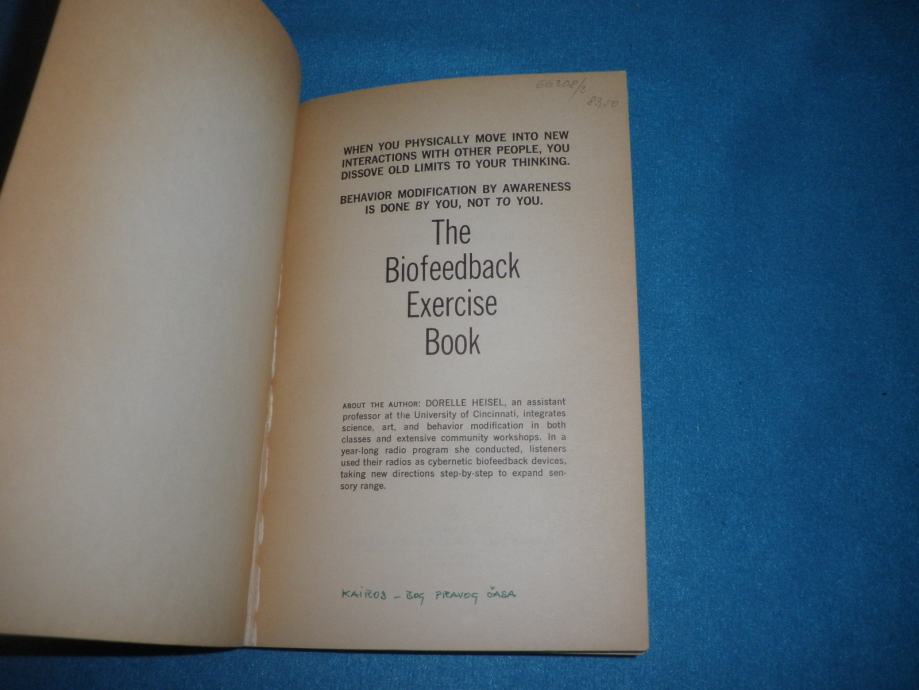 66208/2
83,50
WHEN YOU PHYSICALLY MOVE INTO NEW
INTERACTIONS WITH OTHER PEOPLE, YOU
DISSOVE OLD LIMITS TO YOUR THINKING.
BEHAVIOR MODIFICATION BY AWARENESS
IS DONE BY YOU, NOT TO YOU.
The
Biofeedback
Exercise
Book
ABOUT THE AUTHOR: DORELLE HEISEL, an assistant
professor at the University of Cincinnati, integrates
science, art, and behavior modification in both
classes and extensive community workshops. In a
year-long radio program she conducted, listeners
used their radios as cybernetic biofeedback devices,
taking new directions step-by-step to expand sen-
sory range.
KAIROS – BOG PRAVOG ČASA